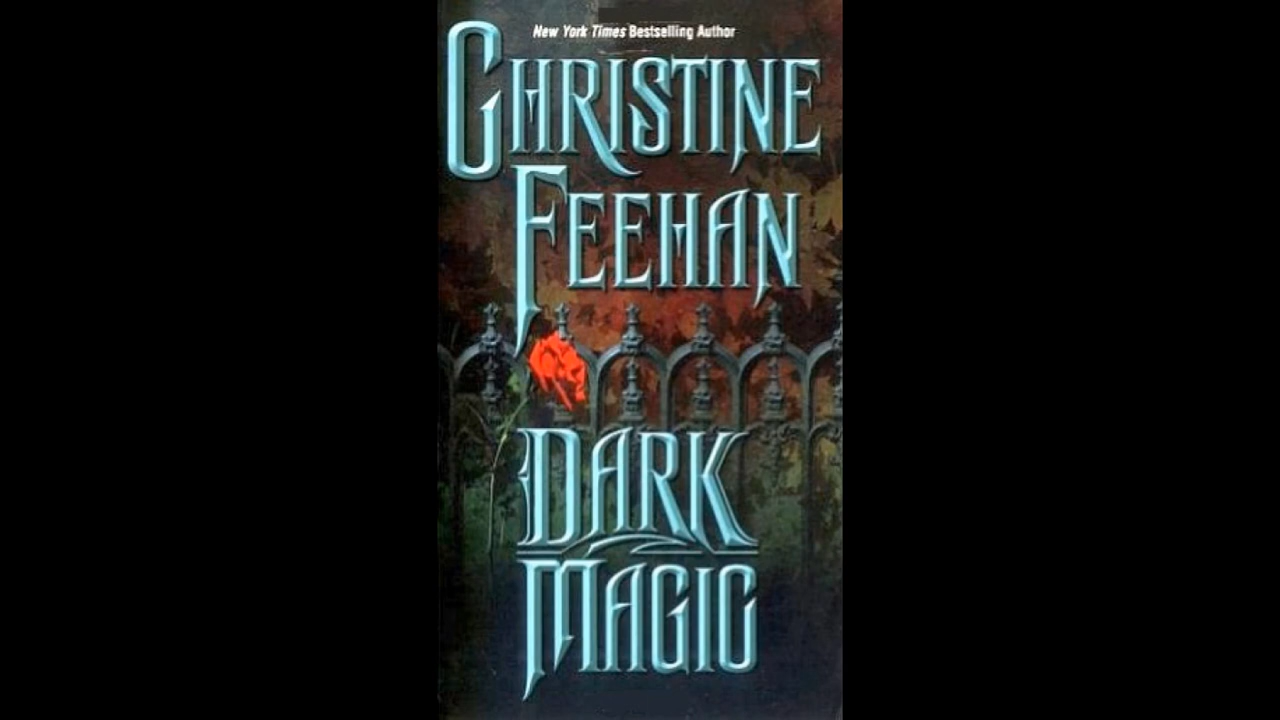 New York Times Bestselling Author
CHRISTINE
FEEHAN
DARK
MAGIC